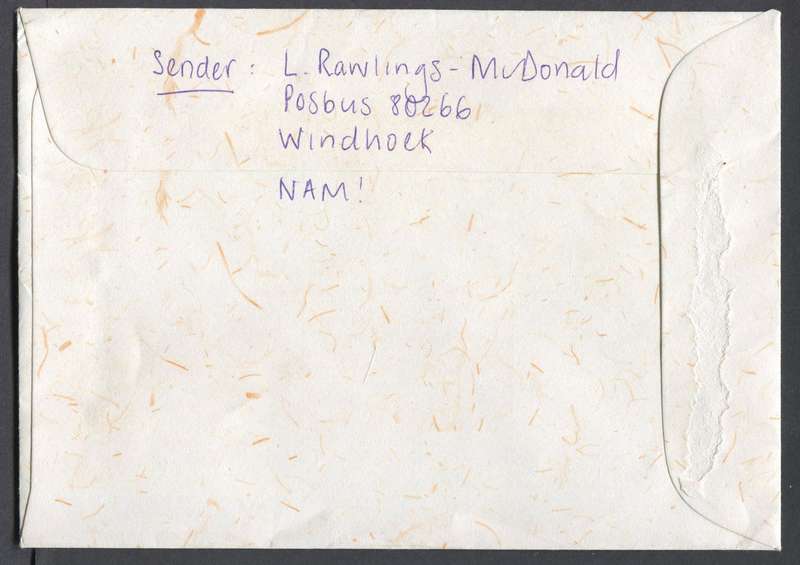 Sender: L. Rawlings-McDonald
Posbus 80266
Windhoek
NAM!